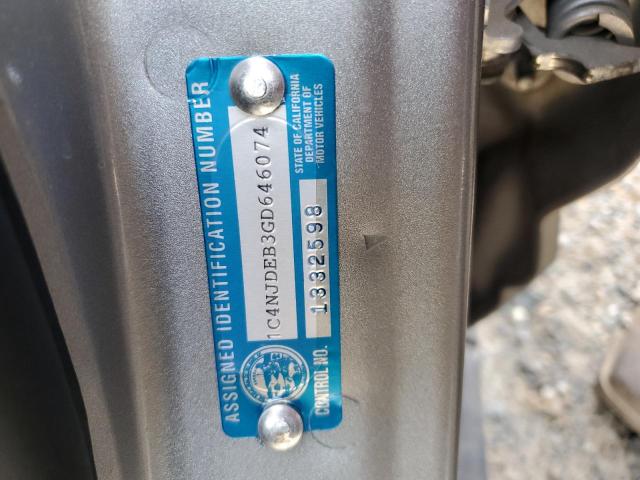 ASSIGNED IDENTIFICATION NUMBER
1C4NJDEB3GD646074
STATE OF CALIFORNIA
DEPARTMENT OF
MOTOR VEHICLES
CONTROL NO. 1332598